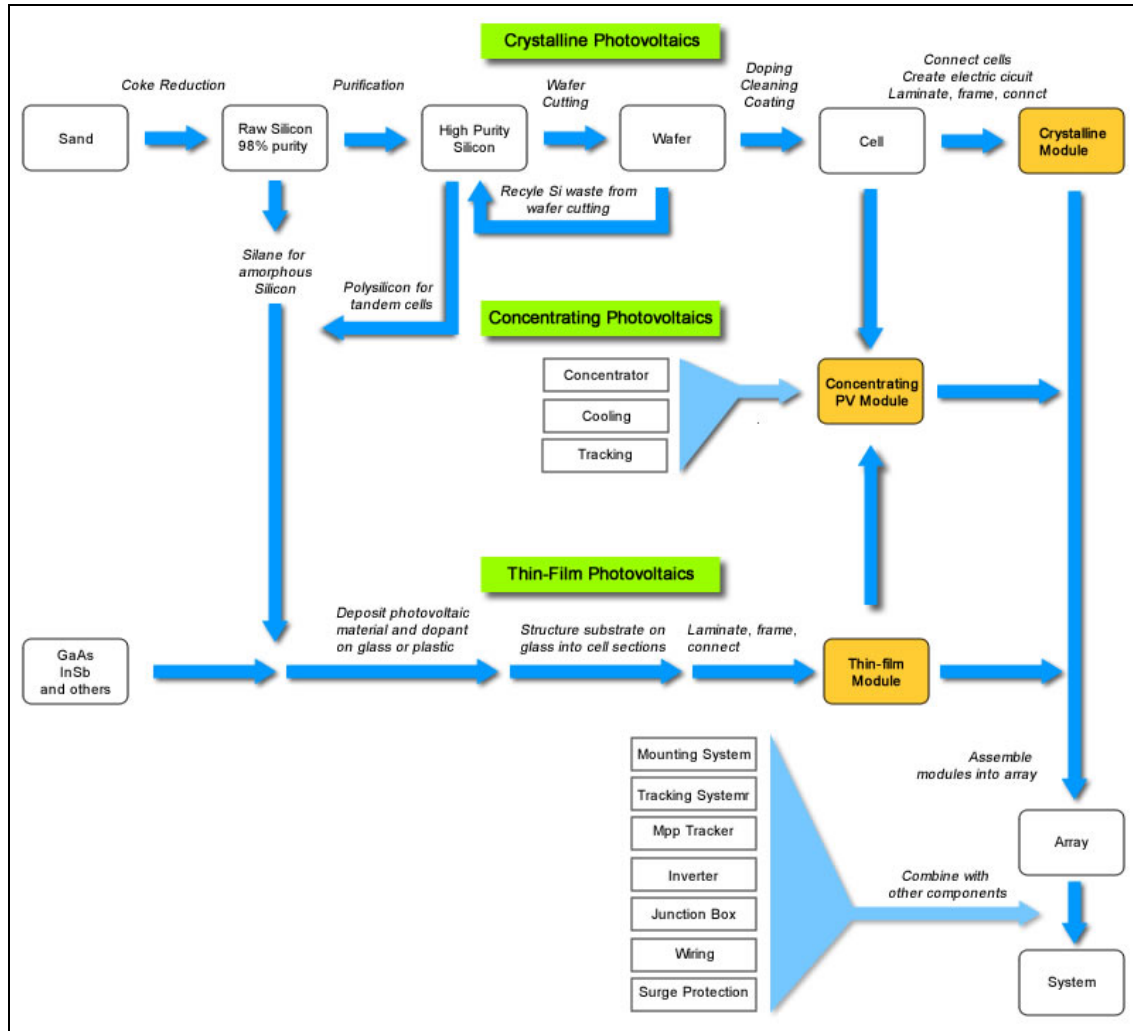 Crystalline Photovoltaics
Coke Reduction
Purification
Wafer
Cutting
Doping
Cleaning
Coating
Connect cells
Create electric cicuit
Laminate, frame, connct
Sand
Raw Silicon
98% purity
High Purity
Silicon
Wafer
Cell
Crystalline
Module
Recyle Si waste from
wafer cutting
Silane for
amorphous
Silicon
Polysilicon for
tandem cells
Concentrating Photovoltaics
Concentrator
Cooling
Tracking
Concentrating
PV Module
Thin-Film Photovoltaics
Deposit photovoltaic
material and dopant
on glass or plastic
Structure substrate on
glass into cell sections
Laminate, frame,
connect
GaAs
InSb
and others
Thin-film
Module
Mounting System
Tracking Systemr
Mpp Tracker
Inverter
Junction Box
Wiring
Surge Protection
Assemble
modules into array
Array
Combine with
other components
System